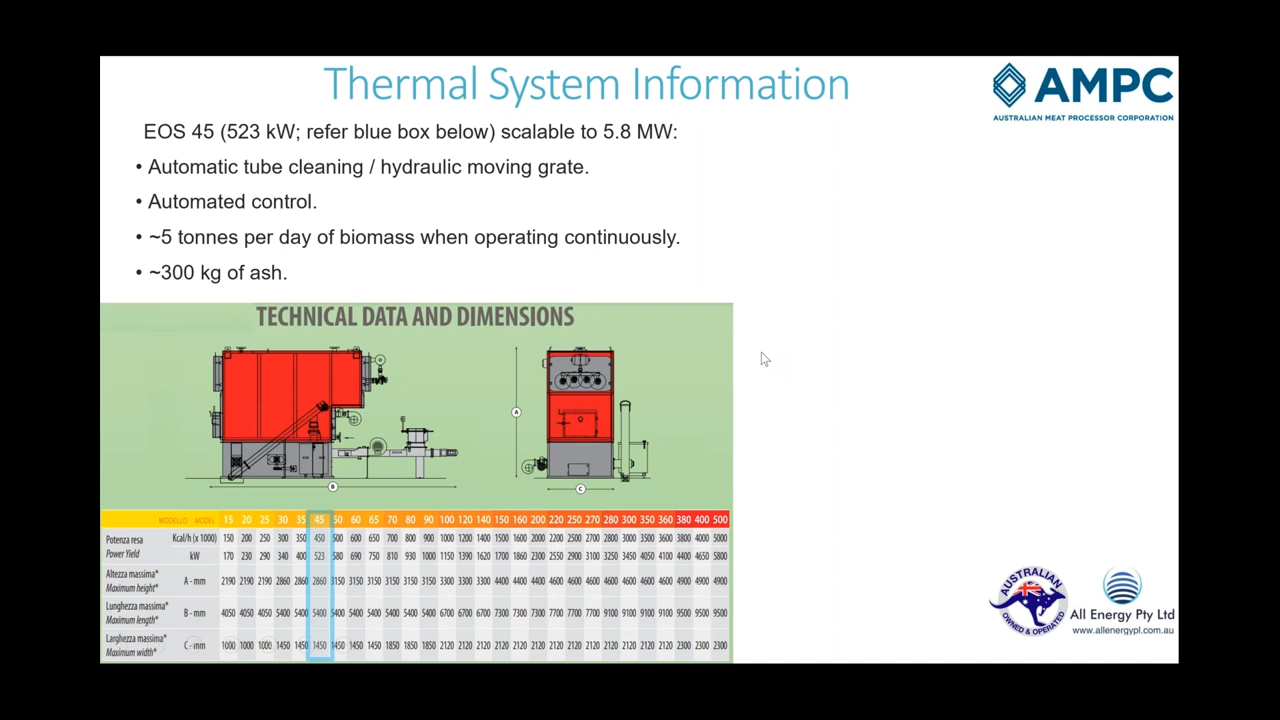 Thermal System Information
AMPC
AUSTRALIAN MEAT PROCESSOR CORPORATION
EOS 45 (523 kW; refer blue box below) scalable to 5.8 MW:
• Automatic tube cleaning / hydraulic moving grate.
• Automated control.
• ~5 tonnes per day of biomass when operating continuously.
• ~300 kg of ash.
TECHNICAL DATA AND DIMENSIONS
A
B
C
MODELLO MODEL 15 20 25 30 35 45 50 60 65 70 80 90 100 120 140 150 160 200 220 250 270 280 300 350 360 380 400 500
Potenza resa Kcal/h (x 1000) 150 200 250 300 350 450 500 600 650 700 800 900 1000 1200 1400 1500 1600 2000 2200 2500 2700 2800 3000 3500 3600 3800 4000 5000
Power Yield kW 170 230 290 340 400 523 580 690 750 810 930 1000 1150 1390 1620 1700 1860 2300 2550 2900 3100 3250 3450 4050 4100 4400 4650 5800
Altezza massima*
Maximum height* A - mm 2190 2190 2190 2860 2860 2860 3150 3150 3150 3150 3150 3150 3300 3300 3300 4400 4400 4400 4600 4600 4600 4600 4600 4600 4600 4900 4900 4900
Lunghezza massima*
Maximum length* B - mm 4050 4050 4050 5400 5400 5400 5400 5400 5400 5400 5400 5400 6700 6700 6700 7300 7300 7300 7700 7700 7700 9100 9100 9100 9100 9500 9500 9500
Larghezza massima*
Maximum width* C - mm 1000 1000 1000 1450 1450 1450 1450 1450 1450 1850 1850 1850 2120 2120 2120 2120 2120 2120 2120 2120 2120 2120 2120 2120 2120 2300 2300 2300
AUSTRALIAN
OWNED & OPERATED
All Energy Pty Ltd
www.allenergypl.com.au